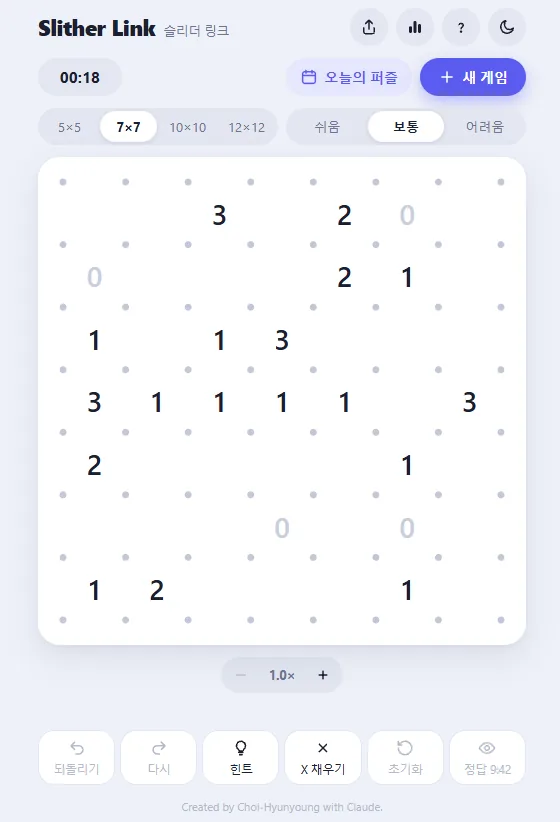 Slither Link 슬리더 링크
?
00:18 오늘의 퍼즐 + 새 게임
5×5 7×7 10×10 12×12 쉬움 보통 어려움
3 2 0
0 2 1
1 1 3
3 1 1 1 1 3
2 1
0 0
1 2 1
− 1.0× +
되돌리기 다시 힌트 X 채우기 초기화 정답 9:42
Created by Choi-Hyunyoung with Claude.